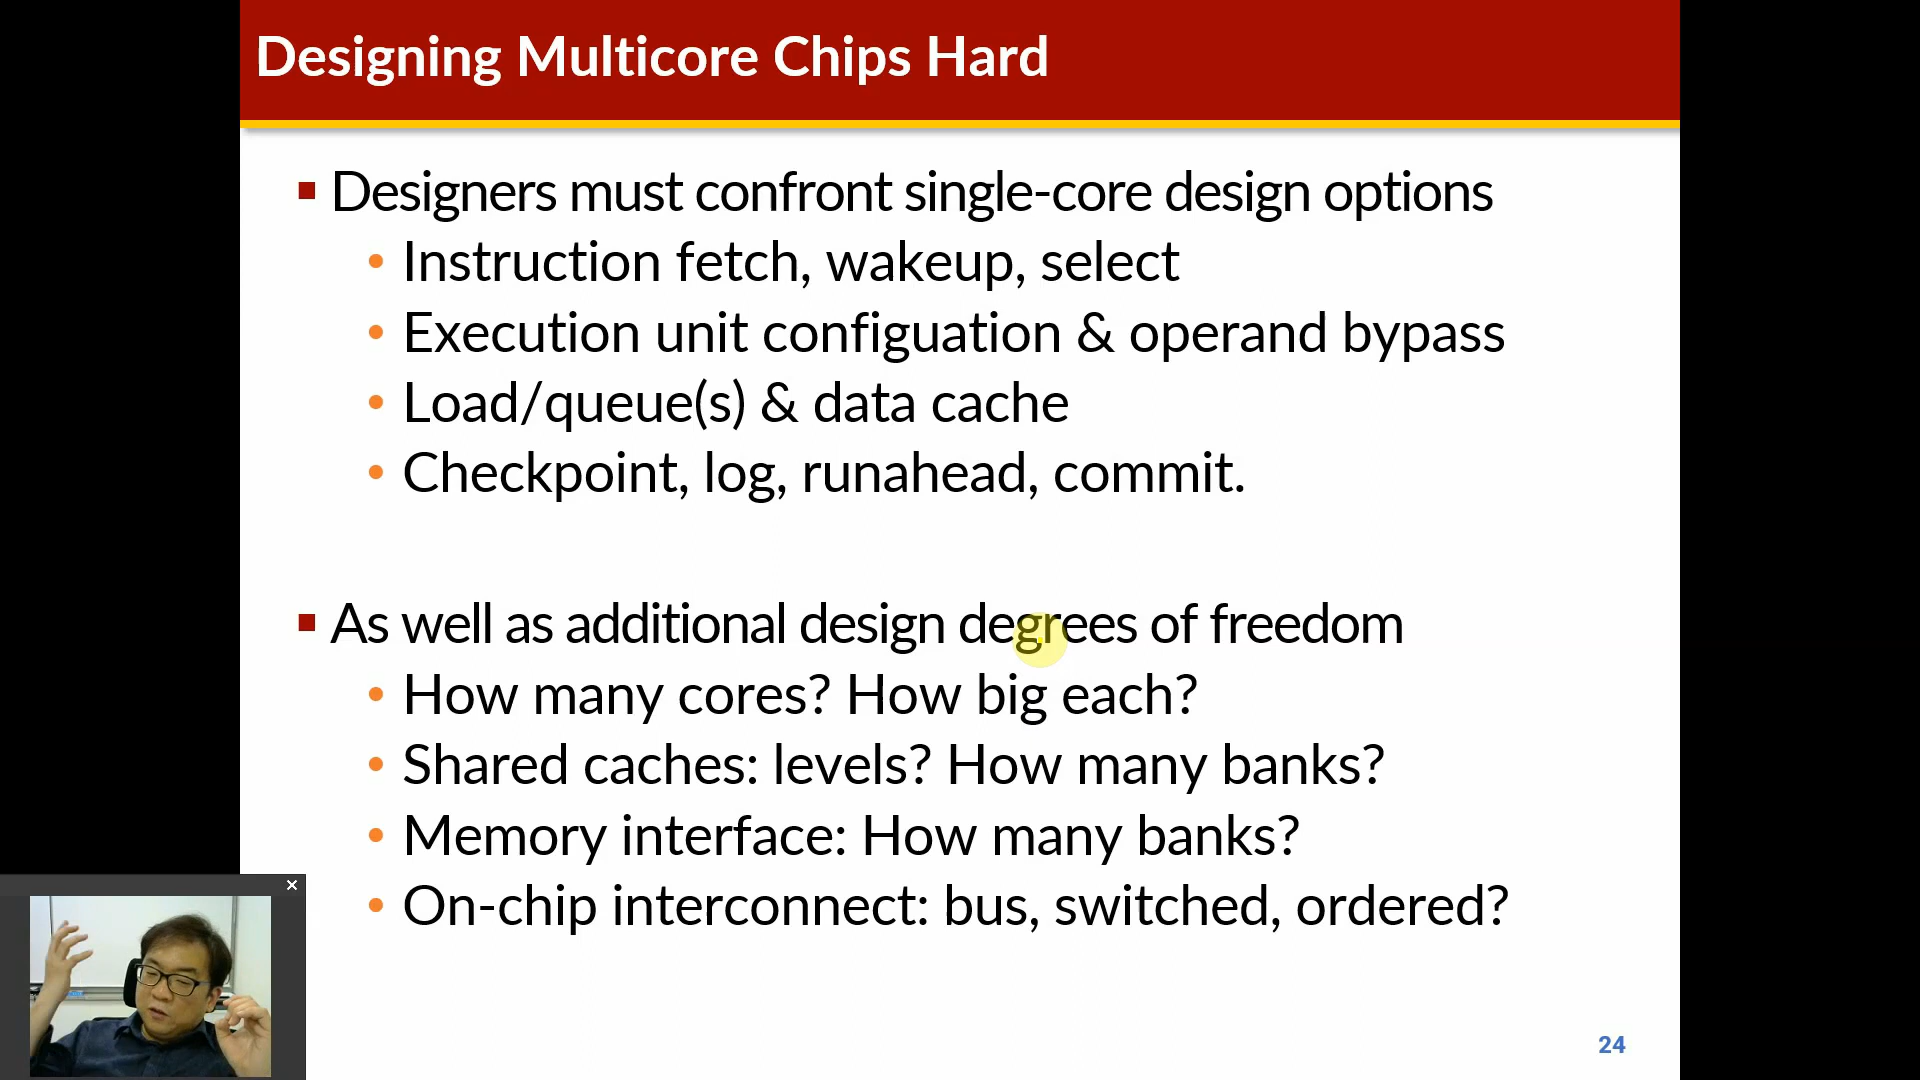 Designing Multicore Chips Hard
Designers must confront single-core design options
Instruction fetch, wakeup, select
Execution unit configuation & operand bypass
Load/queue(s) & data cache
Checkpoint, log, runahead, commit.
As well as additional design degrees of freedom
How many cores? How big each?
Shared caches: levels? How many banks?
Memory interface: How many banks?
On-chip interconnect: bus, switched, ordered?
24